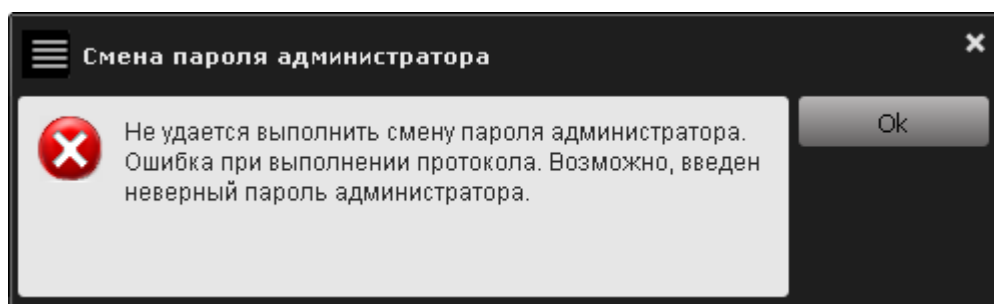 Смена пароля администратора
Не удается выполнить смену пароля администратора.
Ошибка при выполнении протокола. Возможно, введен
неверный пароль администратора.
Ok